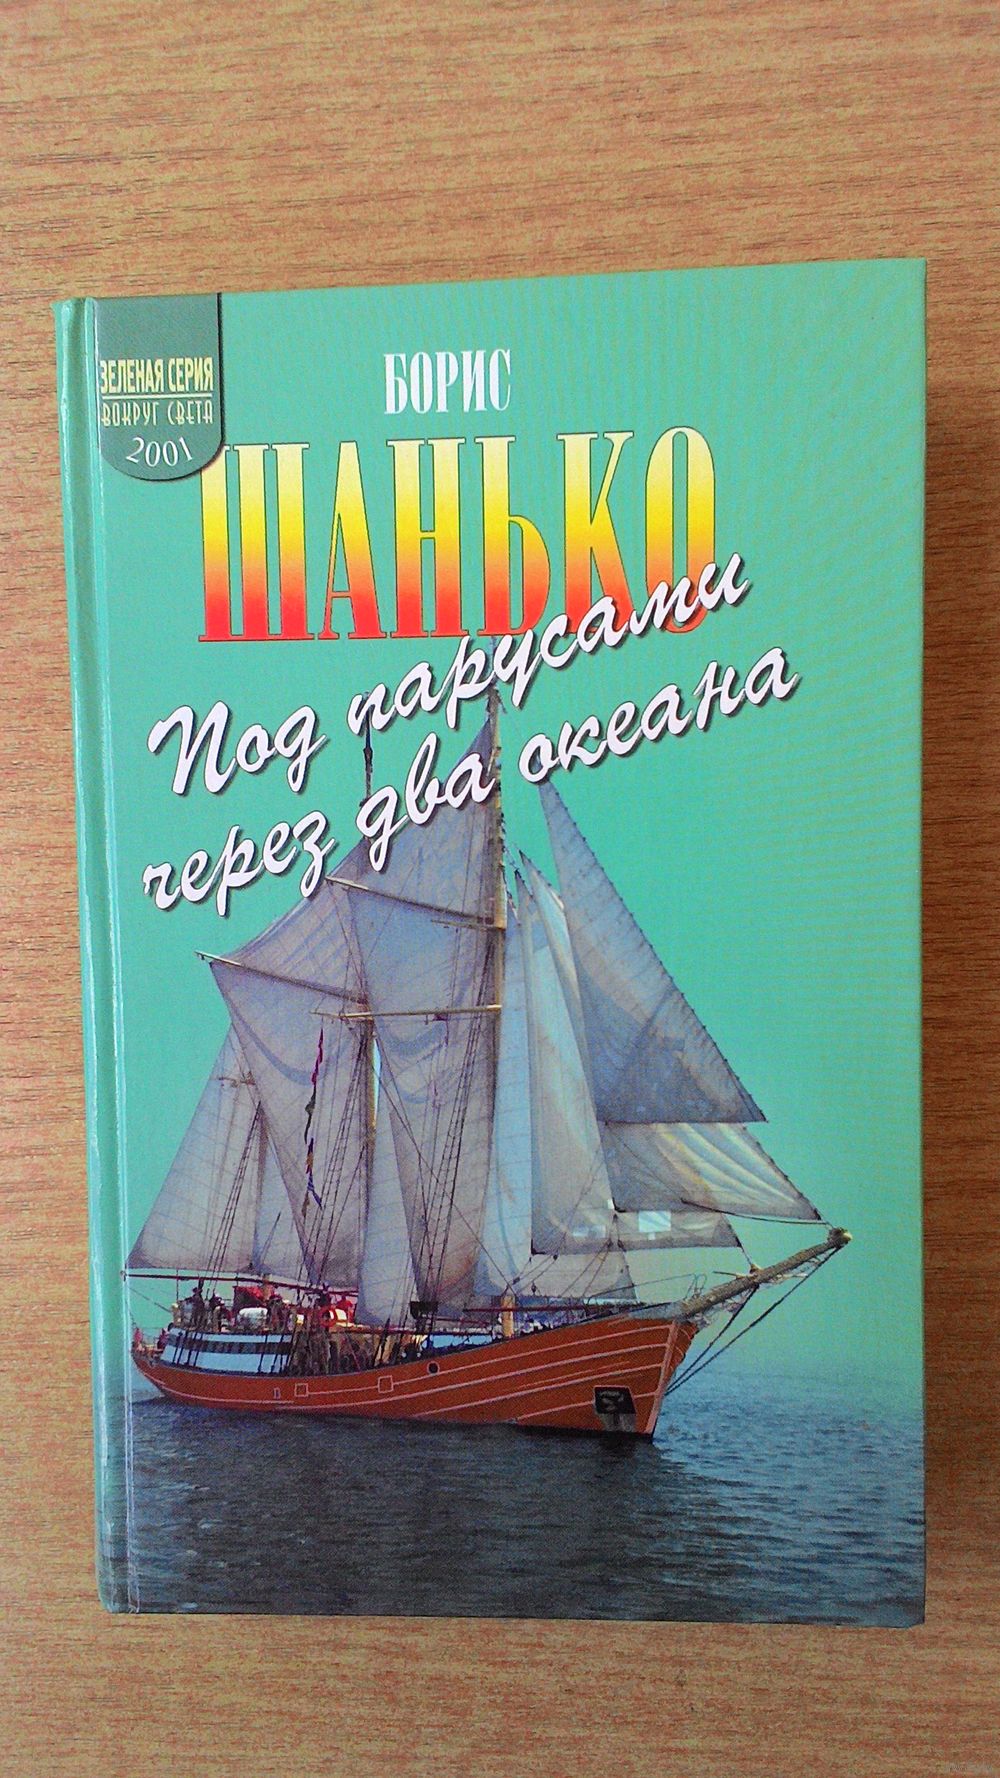 ЗЕЛЕНАЯ СЕРИЯ
ВОКРУГ СВЕТА
2001
БОРИС
ШАНЬКО
Под парусами
через два океана